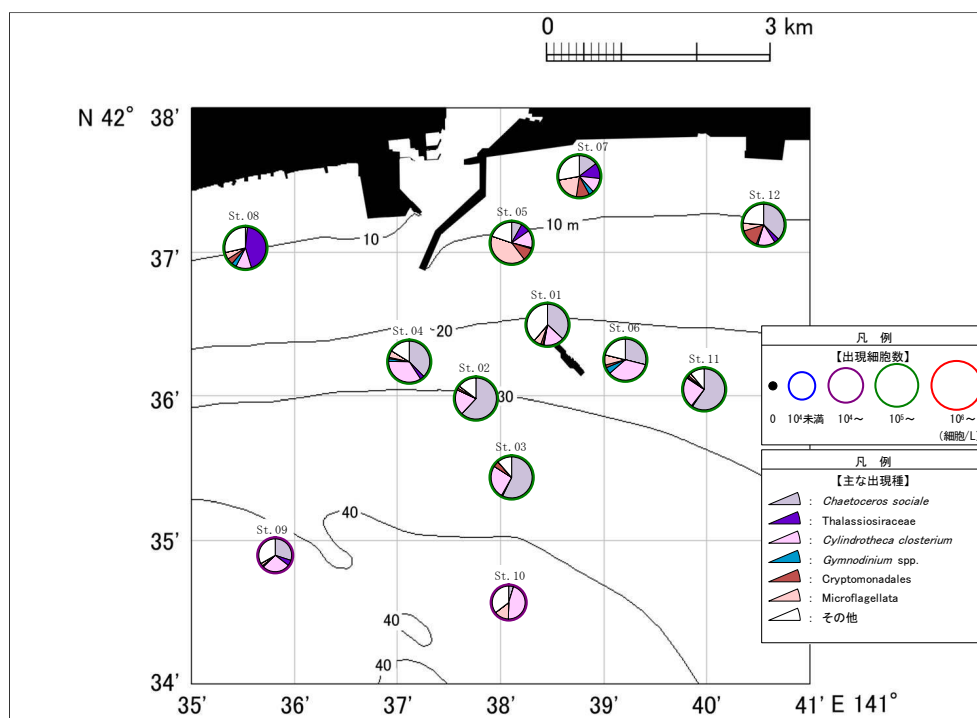 0 3 km
N 42° 38'
37'
36'
35'
34'
35' 36' 37' 38' 39' 40' 41' E 141°
St.07
St.12
St.08
St.05
10
10 m
St.01
20
St.04
St.06
St.02
St.11
30
St.03
40
St.09
St.10
40
40
凡 例
【出現細胞数】
0 10⁴未満 10⁴～ 10⁵～ 10⁶～
(細胞/L)
凡 例
【主な出現種】
: Chaetoceros sociale
: Thalassiosiraceae
: Cylindrotheca closterium
: Gymnodinium spp.
: Cryptomonadales
: Microflagellata
: その他